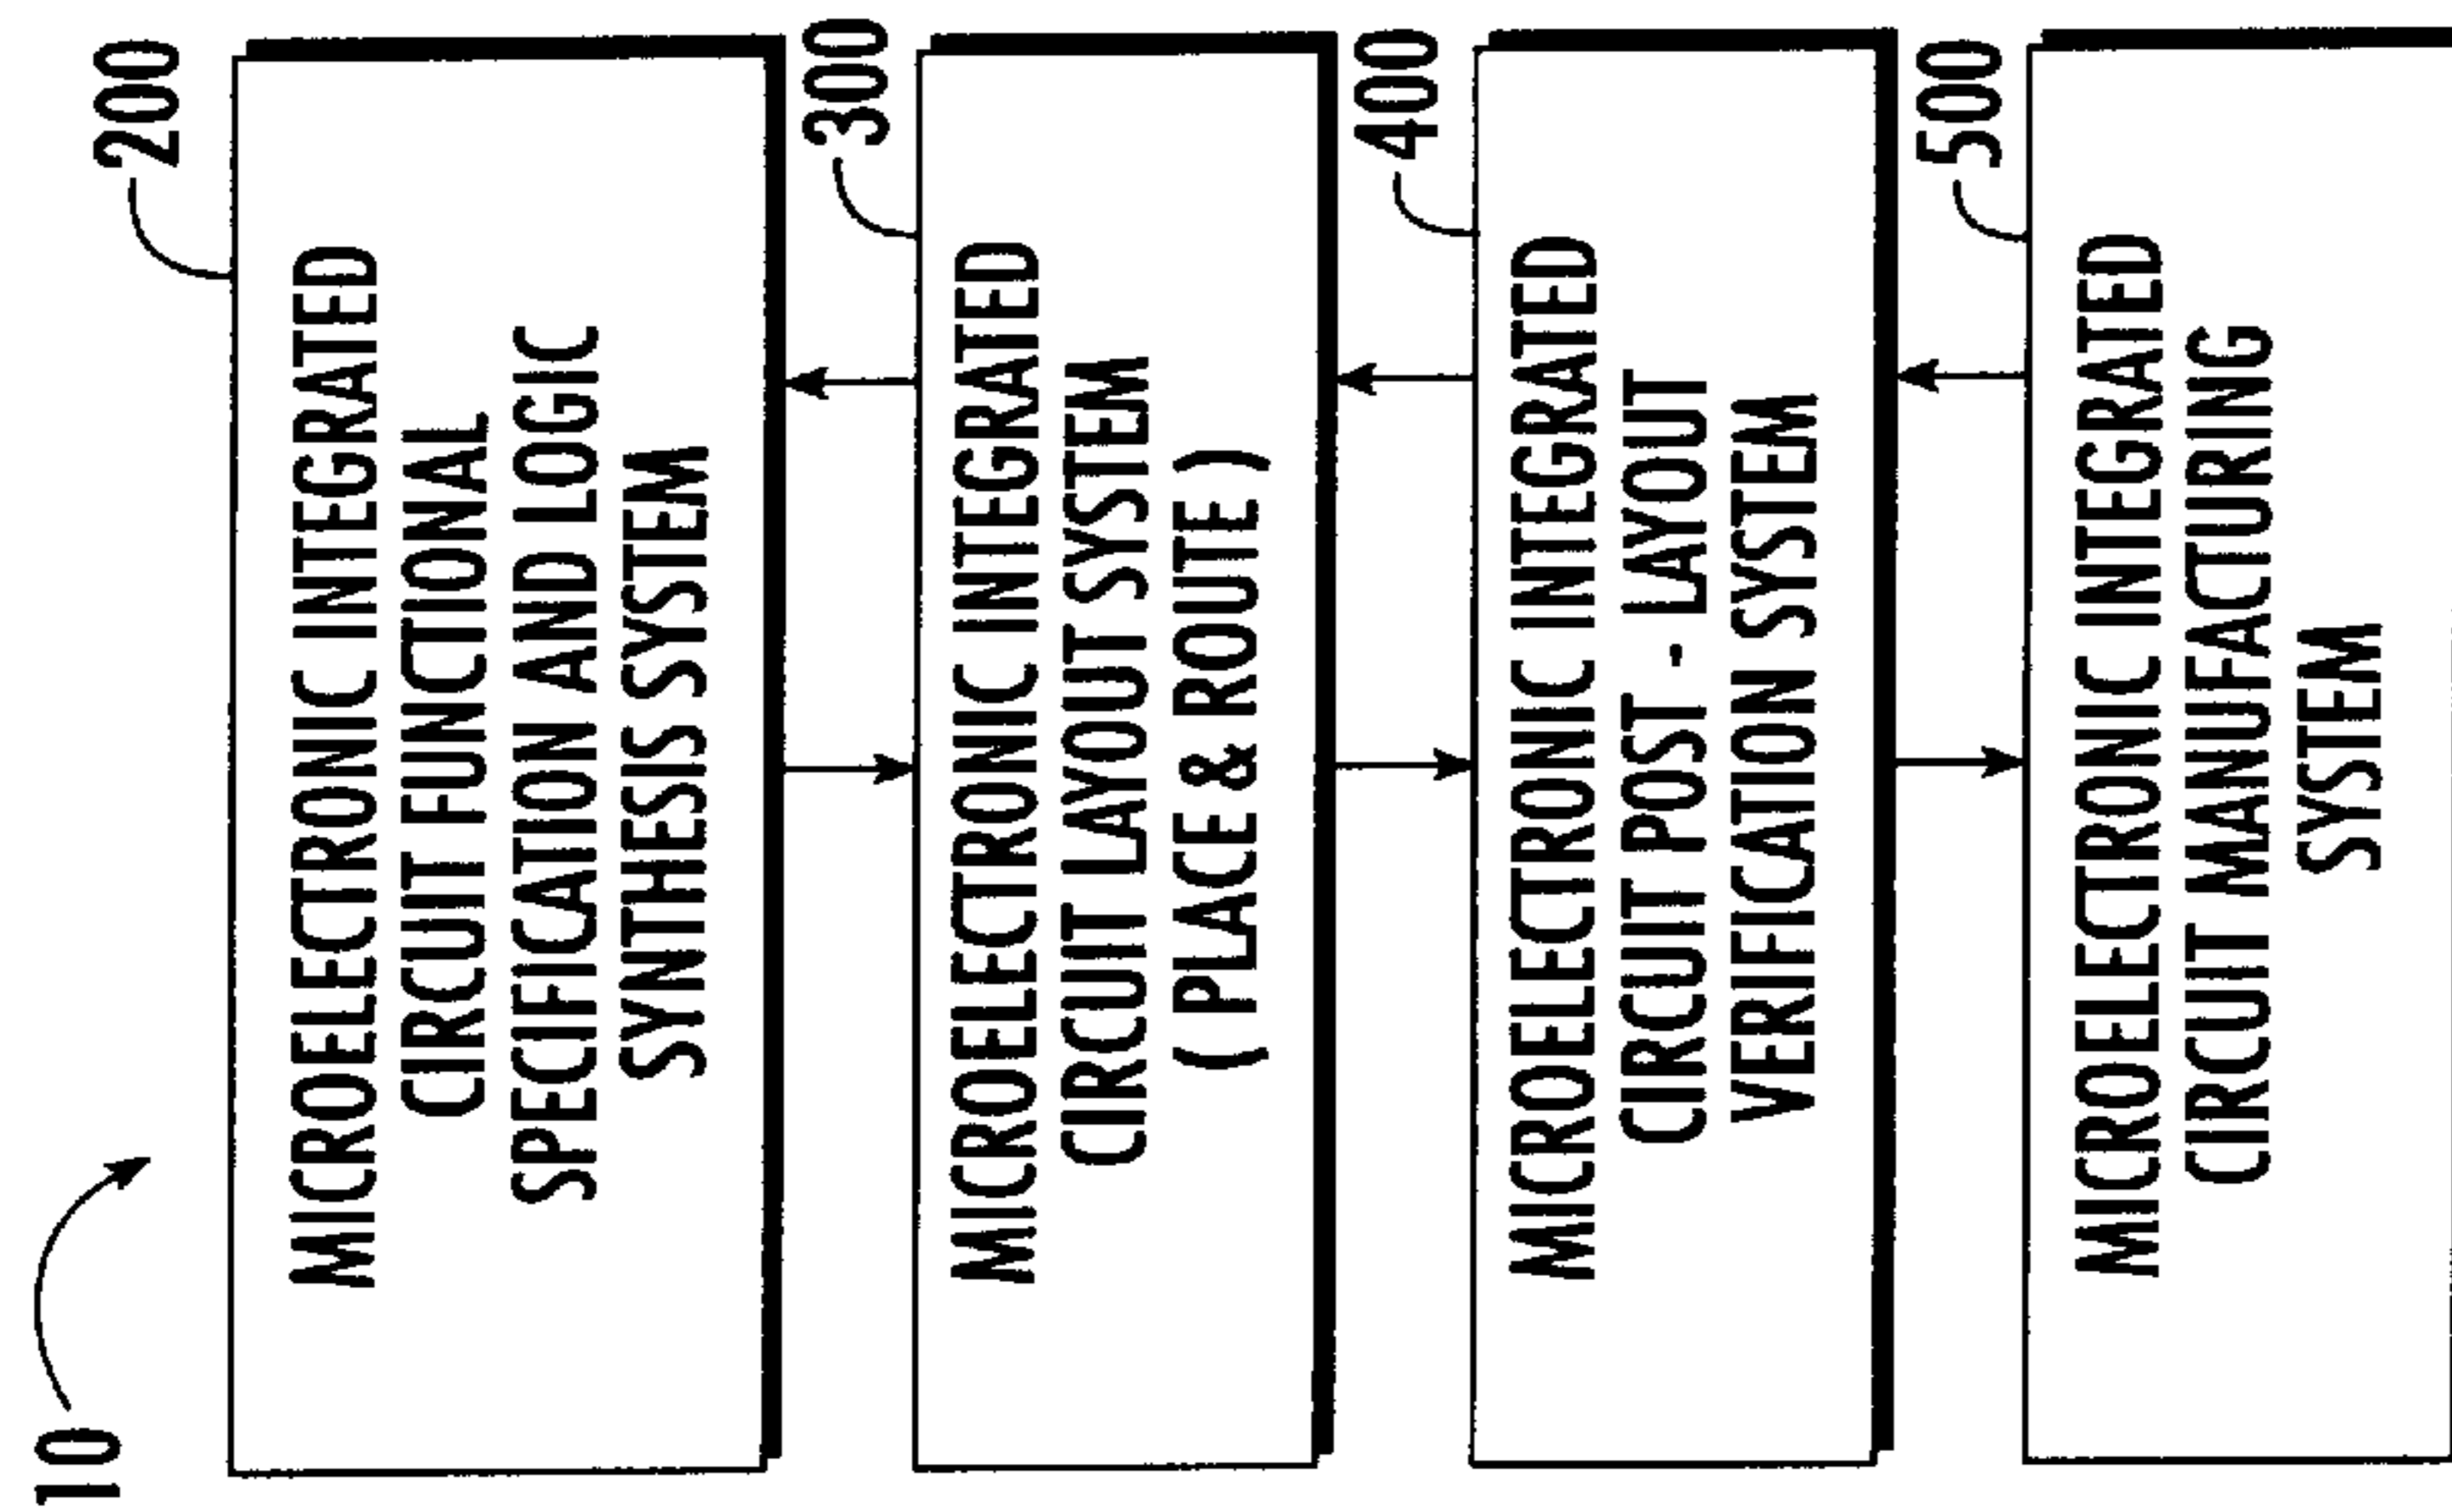 10
200
MICROELECTRONIC INTEGRATED
CIRCUIT FUNCTIONAL
SPECIFICATION AND LOGIC
SYNTHESIS SYSTEM
300
MICROELECTRONIC INTEGRATED
CIRCUIT LAYOUT SYSTEM
( PLACE & ROUTE )
400
MICROELECTRONIC INTEGRATED
CIRCUIT POST - LAYOUT
VERIFICATION SYSTEM
500
MICROELECTRONIC INTEGRATED
CIRCUIT MANUFACTURING
SYSTEM